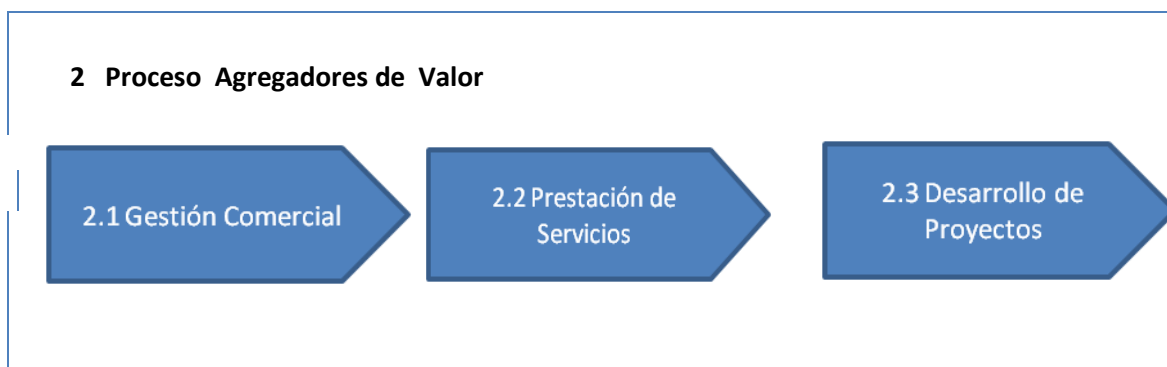 2 Proceso Agregadores de Valor
2.1 Gestión Comercial
2.2 Prestación de
Servicios
2.3 Desarrollo de
Proyectos